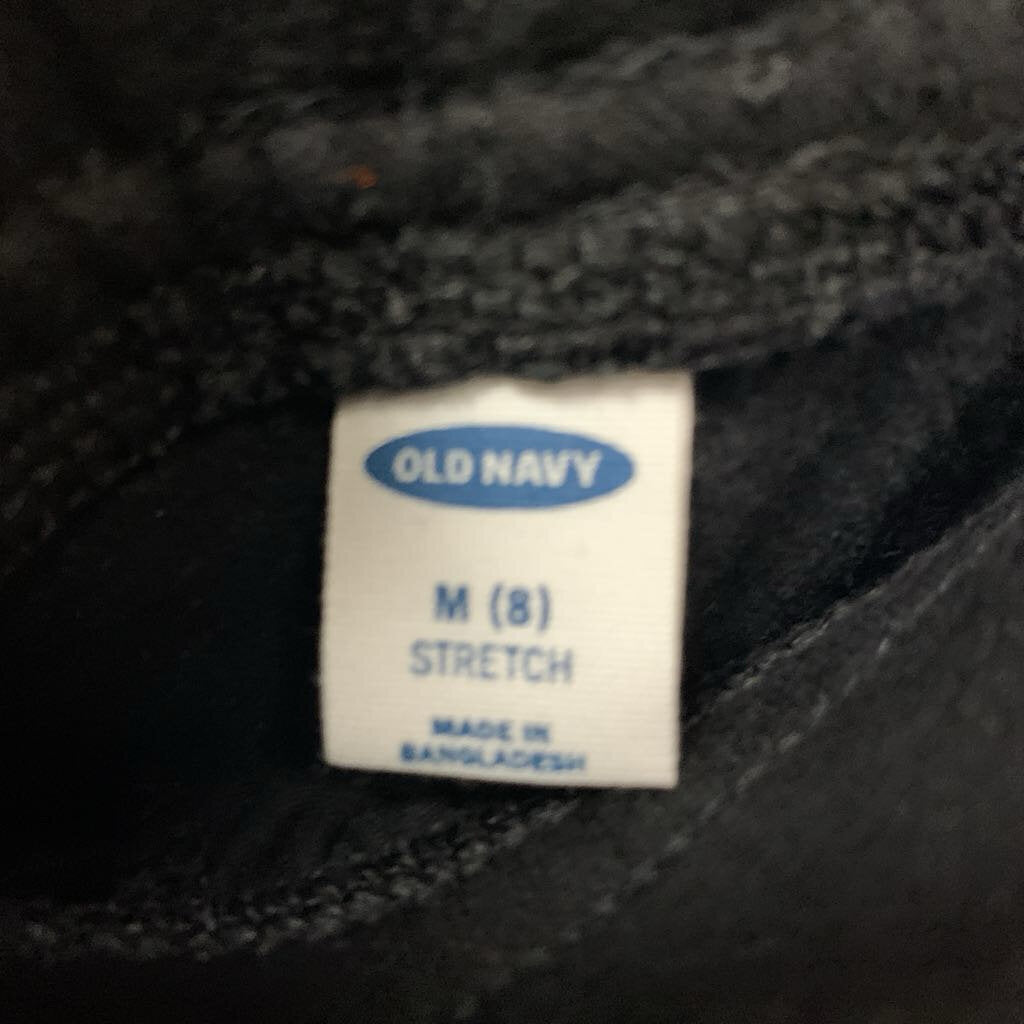 OLD NAVY
M (8)
STRETCH
MADE IN
BANGLADESH